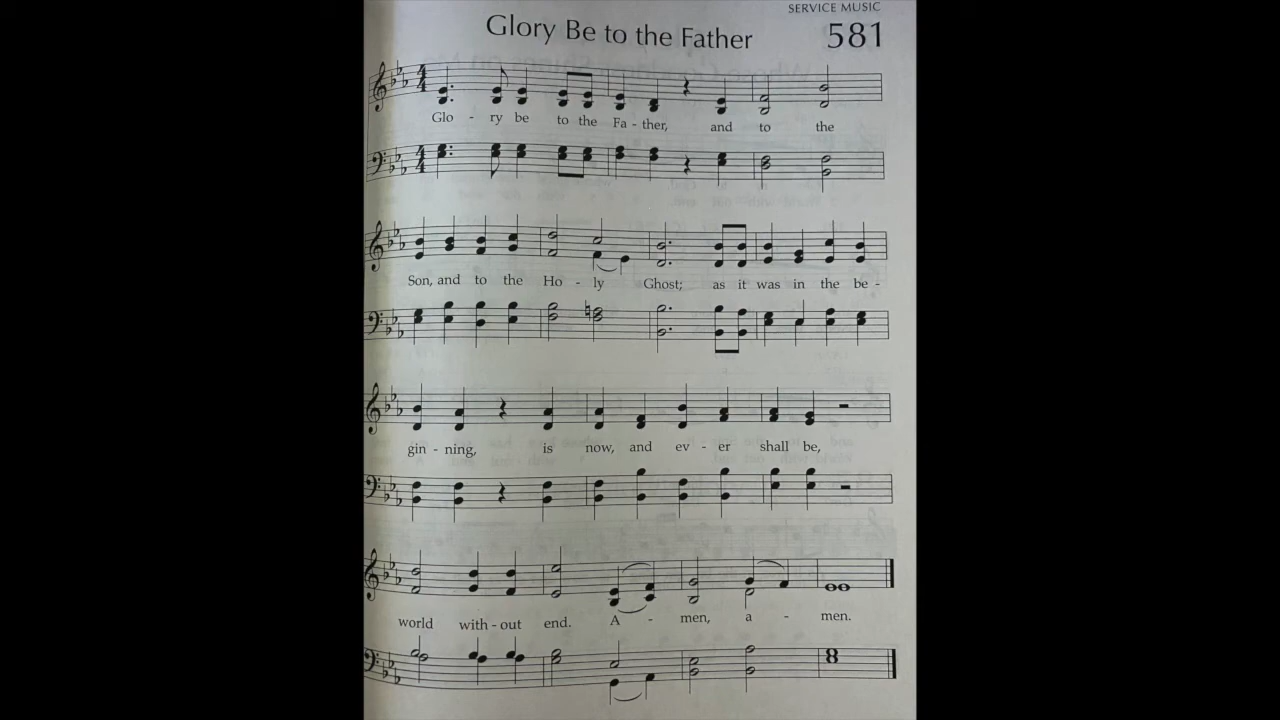 SERVICE MUSIC
Glory Be to the Father 581
Glo - ry be to the Fa - ther, and to the
Son, and to the Ho - ly Ghost; as it was in the be -
gin - ning, is now, and ev - er shall be,
world with - out end. A - men, a - men.